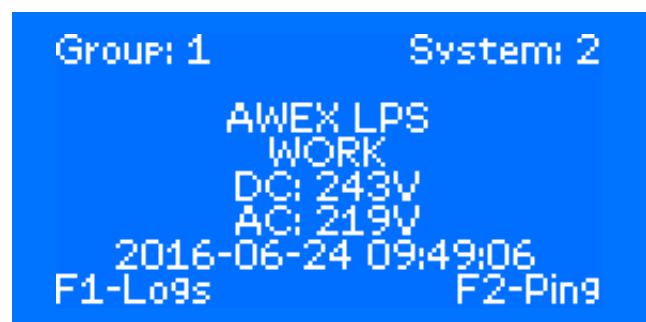 Group: 1 System: 2
AWEX LPS
WORK
DC: 243V
AC: 219V
2016-06-24 09:49:06
F1-Logs F2-Ping